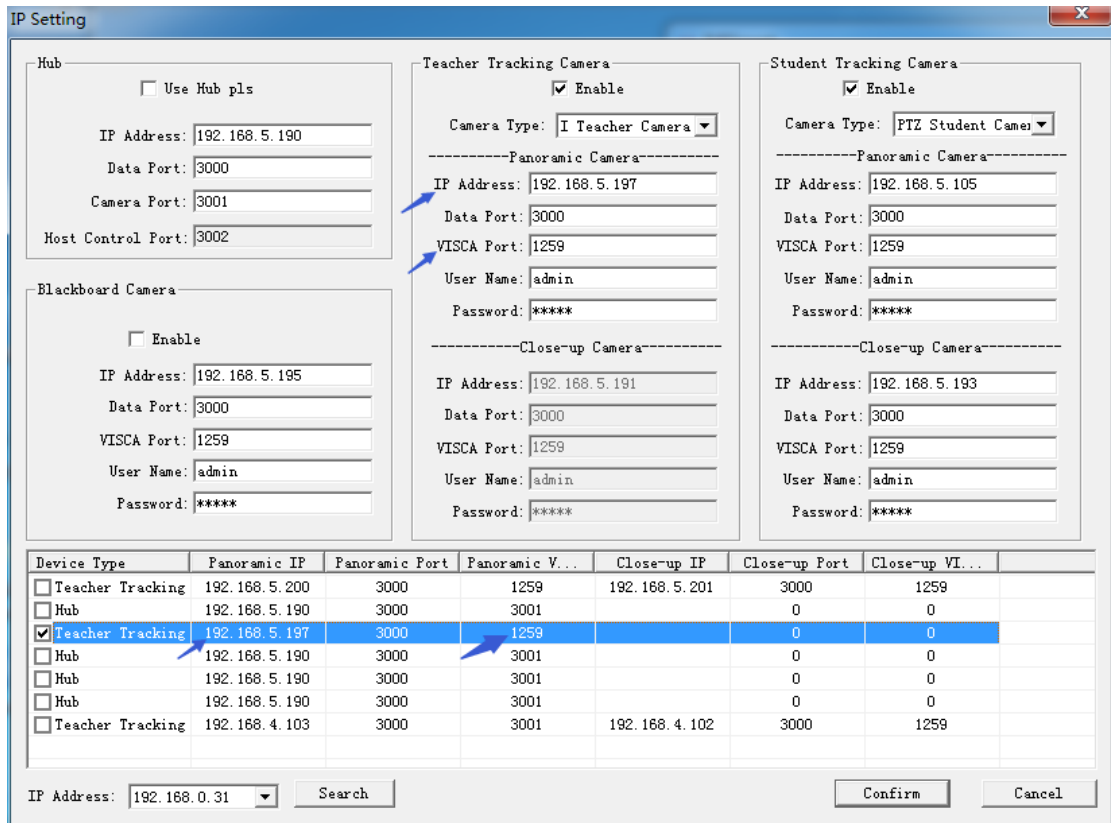 IP Setting
Hub
Use Hub pls
IP Address: 192.168.5.190
Data Port: 3000
Camera Port: 3001
Host Control Port: 3002
Blackboard Camera
Enable
IP Address: 192.168.5.195
Data Port: 3000
VISCA Port: 1259
User Name: admin
Password: *****
Teacher Tracking Camera
Enable
Camera Type: I Teacher Camera
----------Panoramic Camera----------
IP Address: 192.168.5.197
Data Port: 3000
VISCA Port: 1259
User Name: admin
Password: *****
-----------Close-up Camera----------
IP Address: 192.168.5.191
Data Port: 3000
VISCA Port: 1259
User Name: admin
Password: *****
Student Tracking Camera
Enable
Camera Type: PTZ Student Camer
----------Panoramic Camera----------
IP Address: 192.168.5.105
Data Port: 3000
VISCA Port: 1259
User Name: admin
Password: *****
-----------Close-up Camera----------
IP Address: 192.168.5.193
Data Port: 3000
VISCA Port: 1259
User Name: admin
Password: *****
Device Type Panoramic IP Panoramic Port Panoramic V... Close-up IP Close-up Port Close-up VI...
Teacher Tracking 192.168.5.200 3000 1259 192.168.5.201 3000 1259
Hub 192.168.5.190 3000 3001 0 0
Teacher Tracking 192.168.5.197 3000 1259 0 0
Hub 192.168.5.190 3000 3001 0 0
Hub 192.168.5.190 3000 3001 0 0
Hub 192.168.5.190 3000 3001 0 0
Teacher Tracking 192.168.4.103 3000 3001 192.168.4.102 3000 1259
IP Address: 192.168.0.31 Search Confirm Cancel